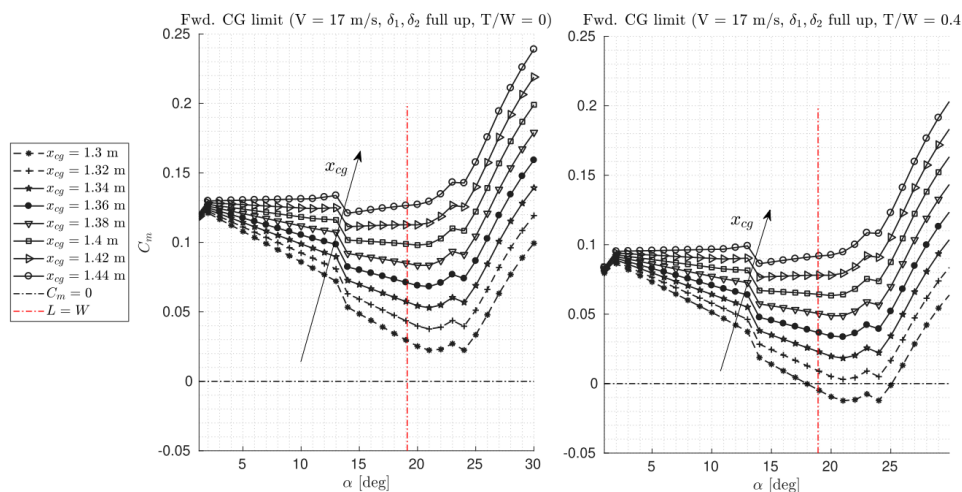 Fwd. CG limit (V = 17 m/s, δ₁, δ₂ full up, T/W = 0)
0.25
0.2
0.15
0.1
0.05
0
-0.05
5
10
15
20
25
30
α [deg]
C_m
x_cg
Fwd. CG limit (V = 17 m/s, δ₁, δ₂ full up, T/W = 0.4
0.25
0.2
0.15
0.1
0.05
0
-0.05
5
10
15
20
25
α [deg]
C_m
x_cg
x_cg = 1.3 m
x_cg = 1.32 m
x_cg = 1.34 m
x_cg = 1.36 m
x_cg = 1.38 m
x_cg = 1.4 m
x_cg = 1.42 m
x_cg = 1.44 m
C_m = 0
L = W